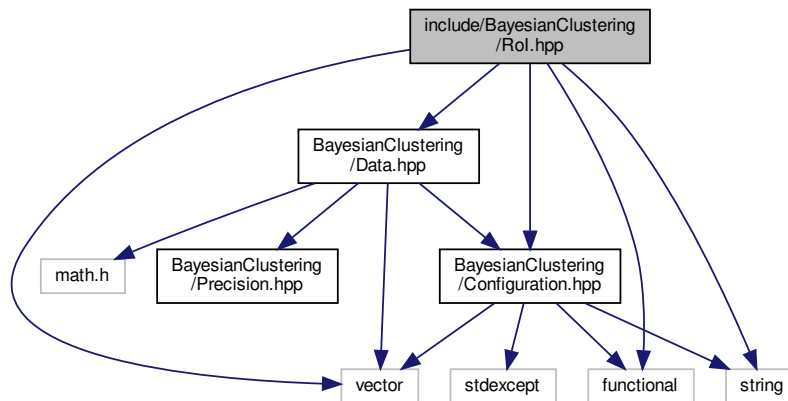 include/BayesianClustering
/RoI.hpp
BayesianClustering
/Data.hpp
math.h
BayesianClustering
/Precision.hpp
BayesianClustering
/Configuration.hpp
vector
stdexcept
functional
string